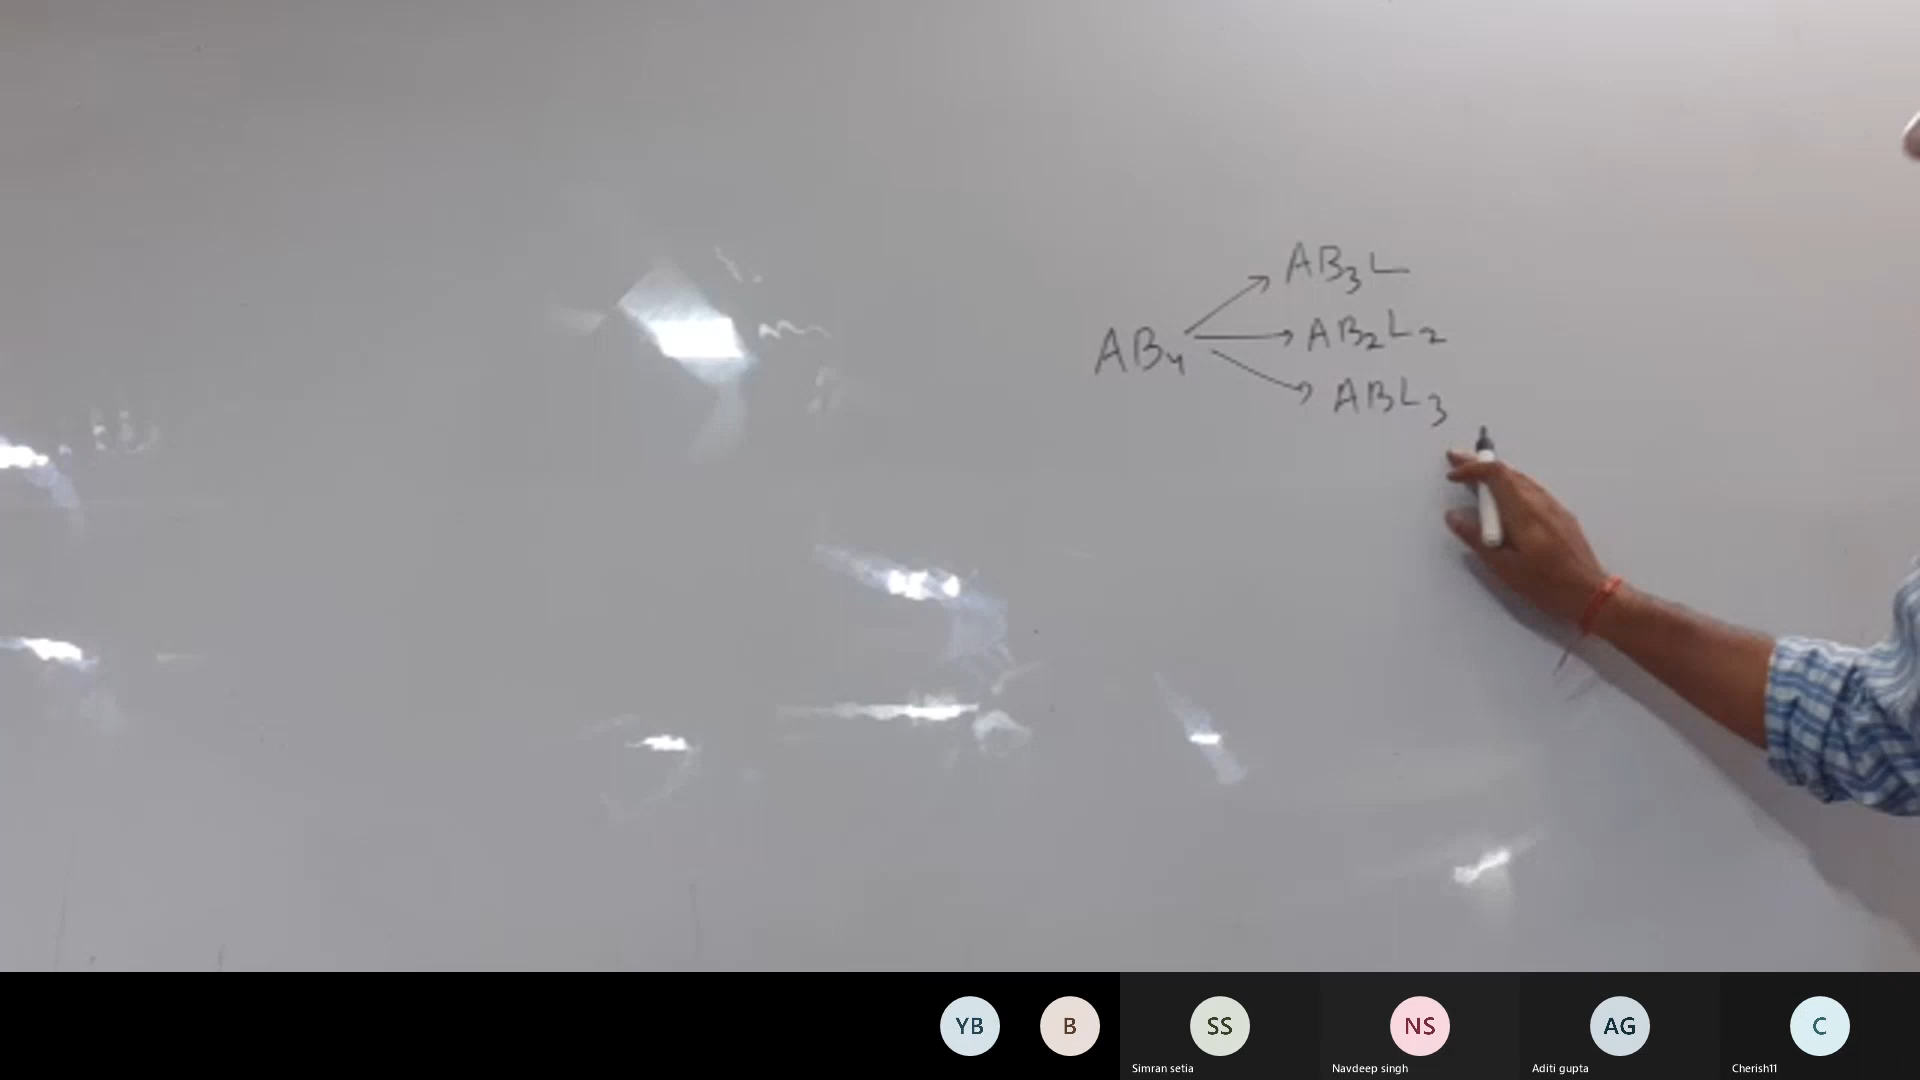 AB₃L
AB₄ → AB₂L₂
ABL₃
YB B SS NS AG C
Simran setia Navdeep singh Aditi gupta Cherish11